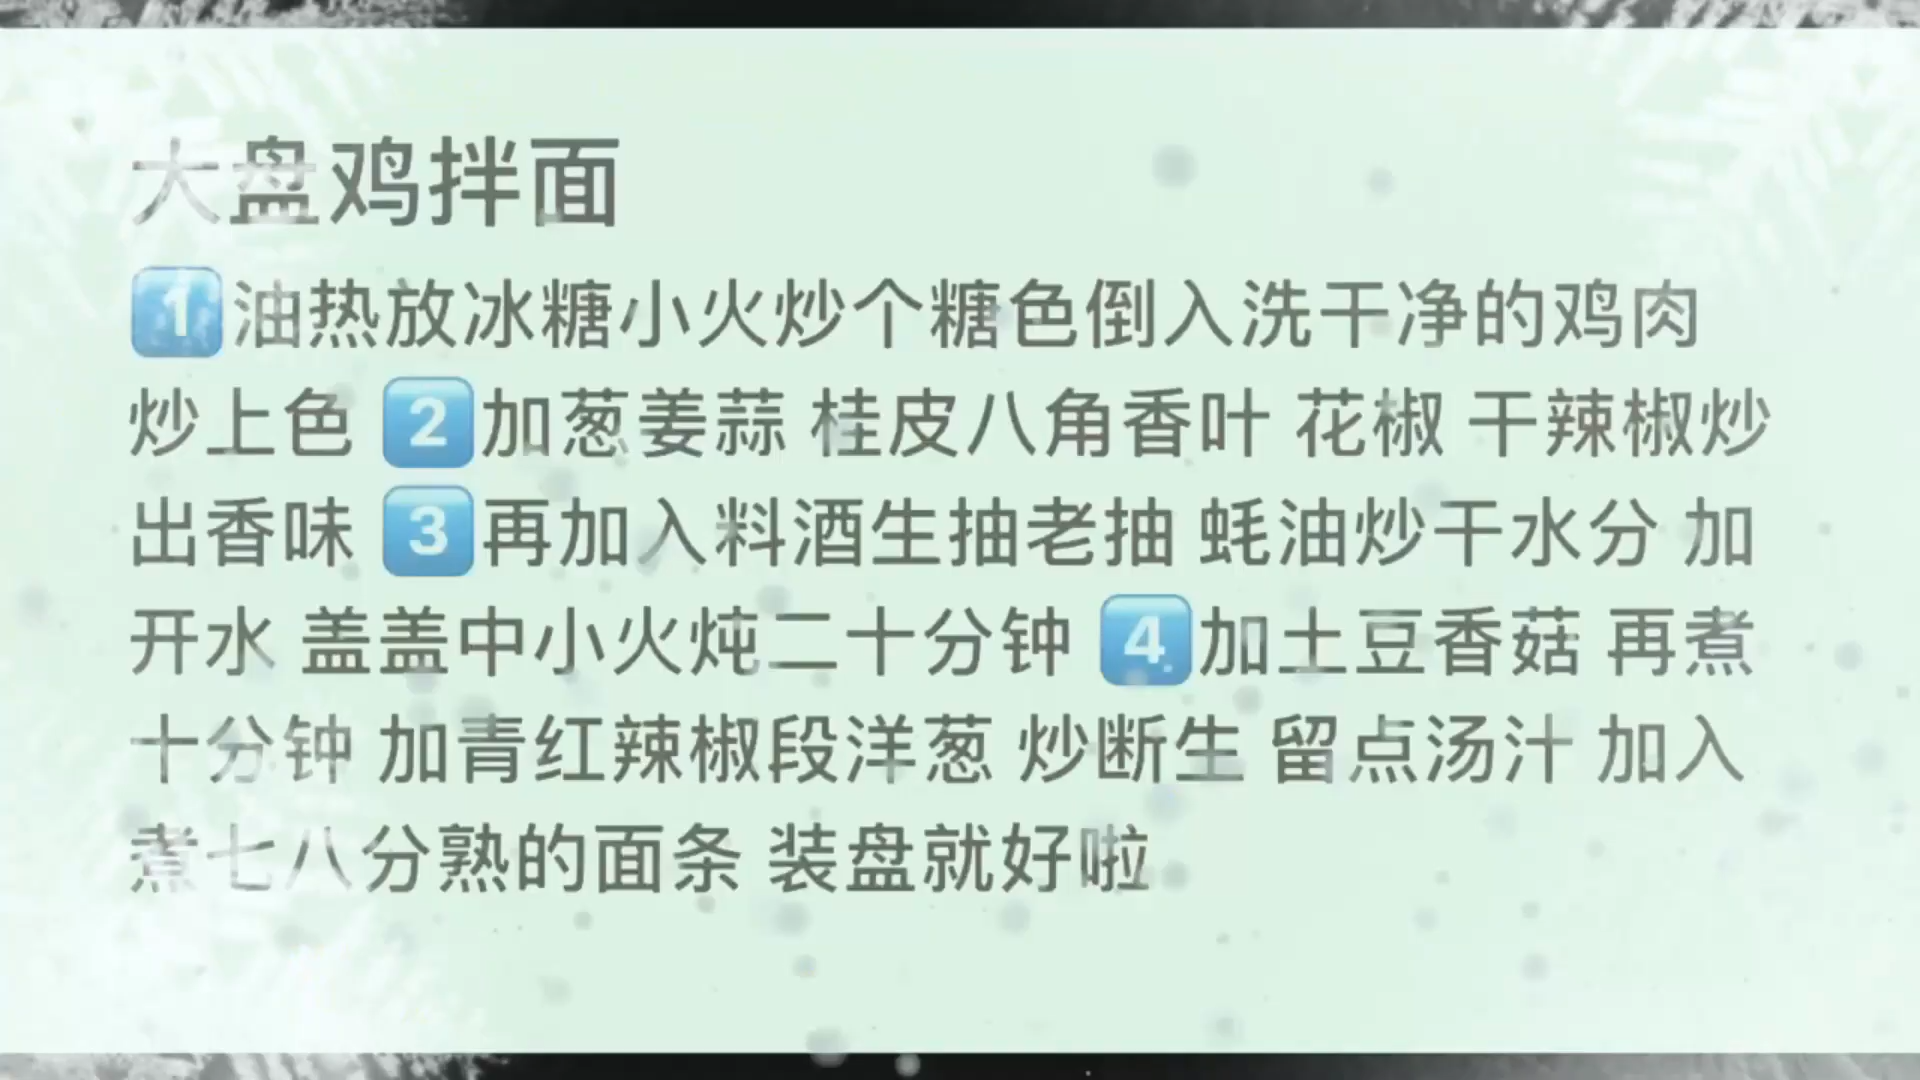 大盘鸡拌面
1️⃣油热放冰糖小火炒个糖色倒入洗干净的鸡肉
炒上色 2️⃣加葱姜蒜 桂皮八角香叶 花椒 干辣椒炒
出香味 3️⃣再加入料酒生抽老抽 蚝油炒干水分 加
开水 盖盖中小火炖二十分钟 4️⃣加土豆香菇 再煮
十分钟 加青红辣椒段洋葱 炒断生 留点汤汁 加入
煮七八分熟的面条 装盘就好啦